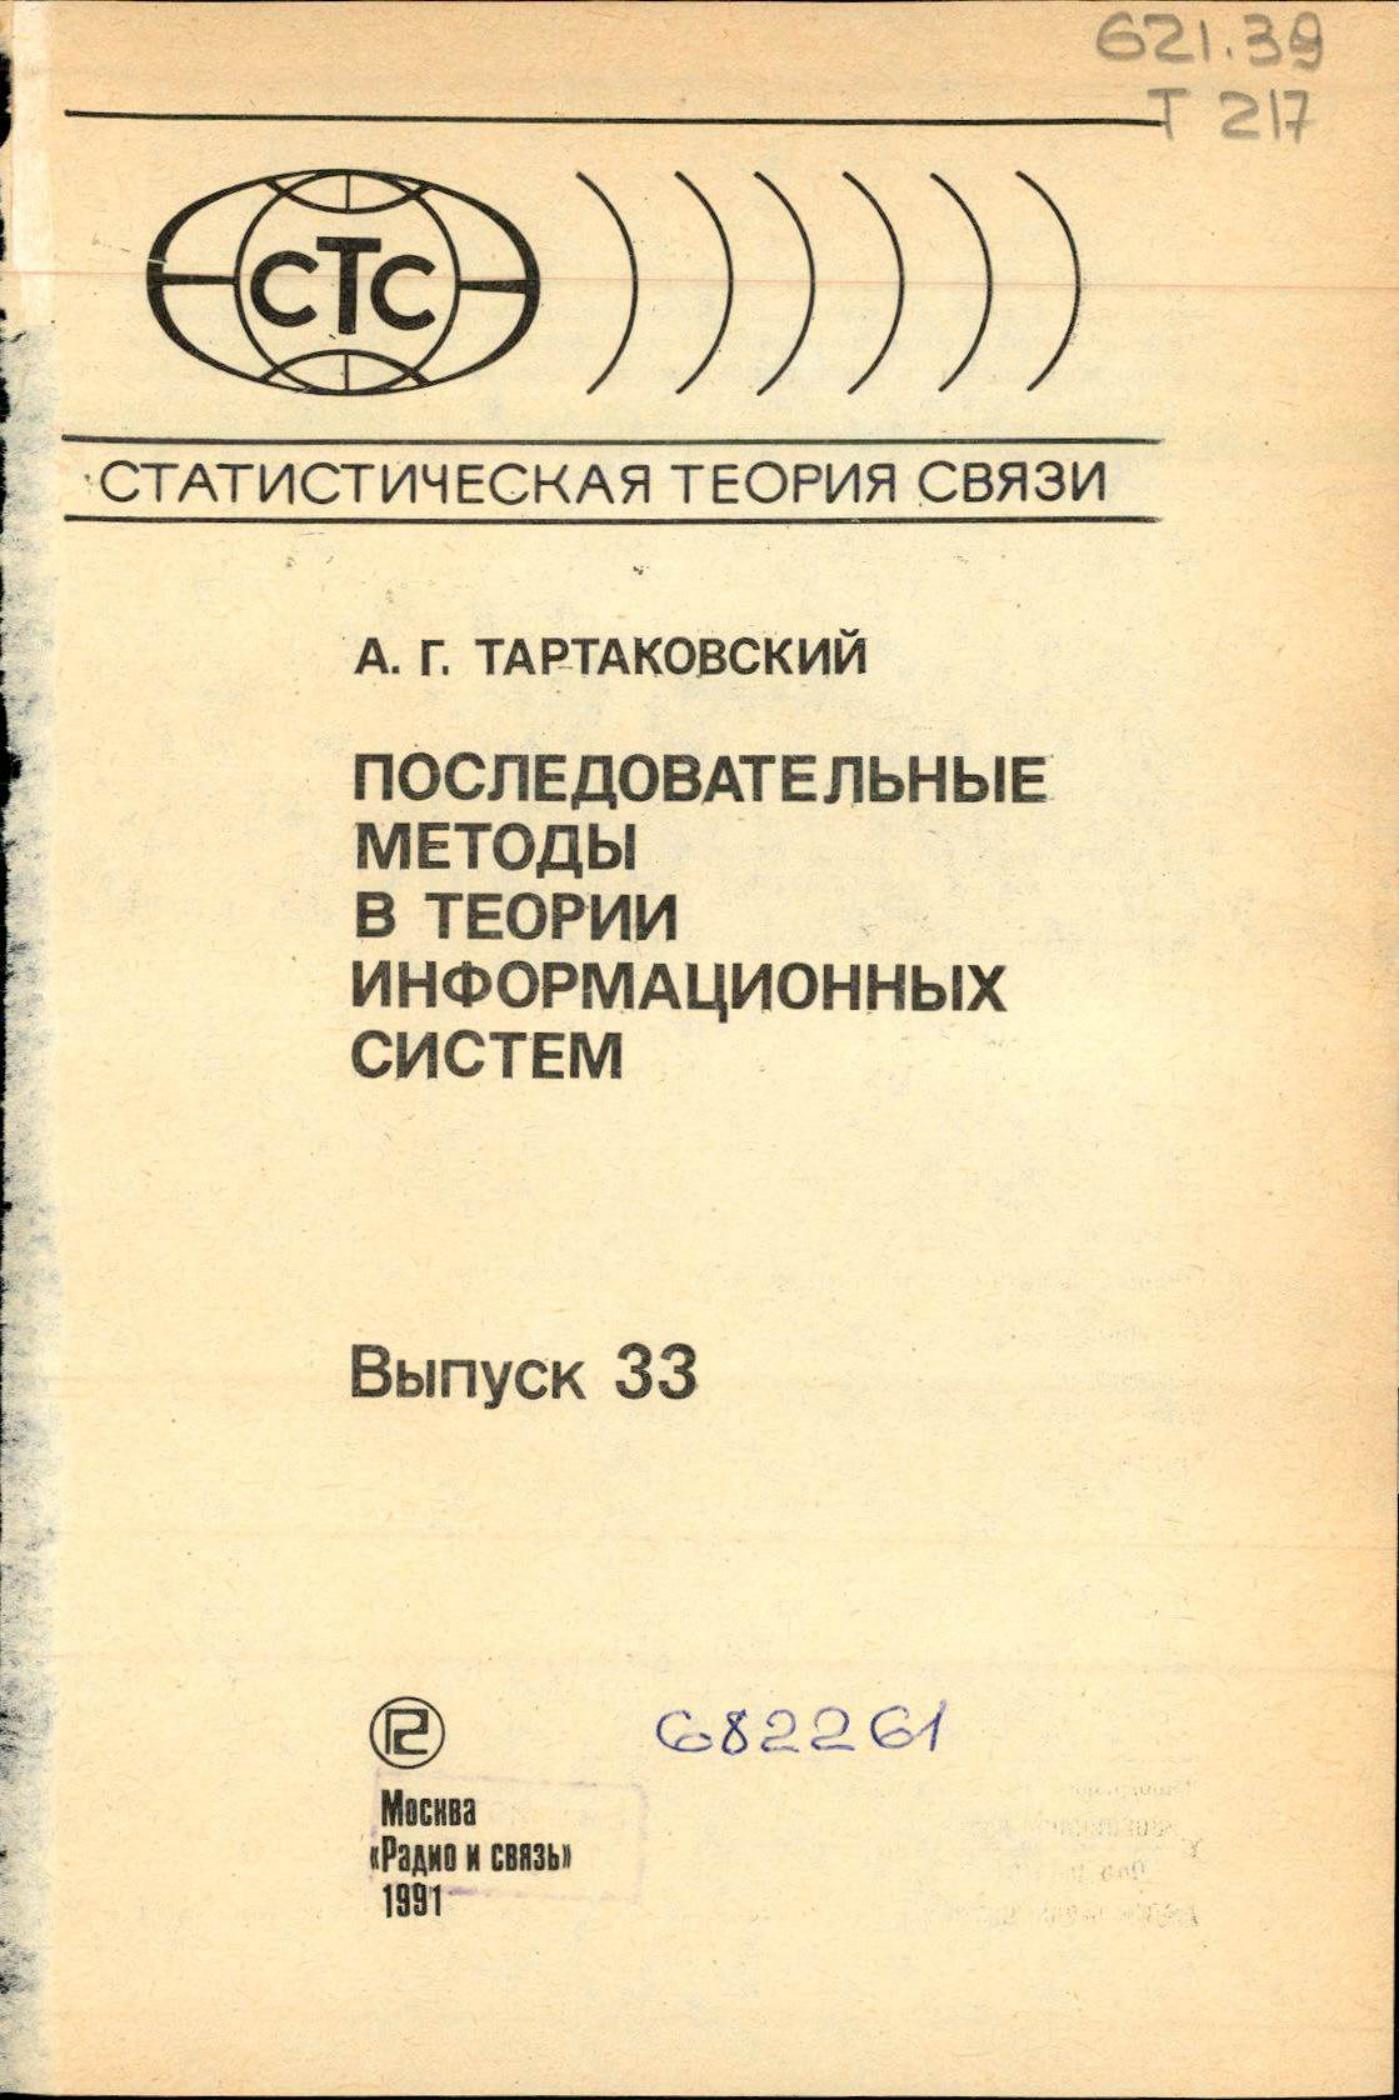 621.39
Т 217
СТС
СТАТИСТИЧЕСКАЯ ТЕОРИЯ СВЯЗИ
А. Г. ТАРТАКОВСКИЙ
ПОСЛЕДОВАТЕЛЬНЫЕ
МЕТОДЫ
В ТЕОРИИ
ИНФОРМАЦИОННЫХ
СИСТЕМ
Выпуск 33
682261
Москва
«Радио и связь»
1991